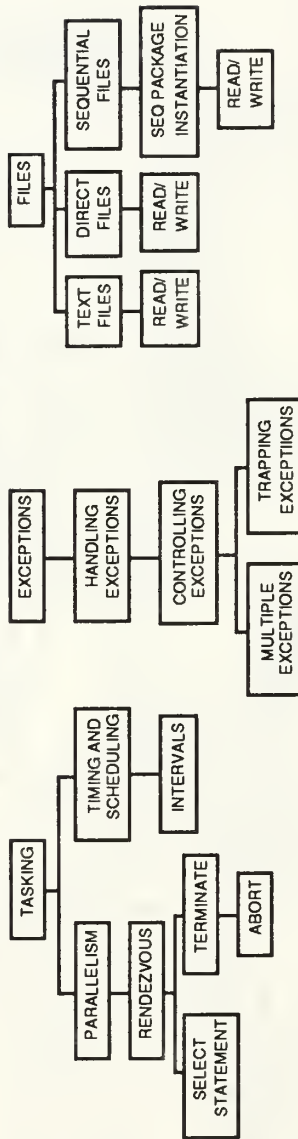 TASKING
PARALLELISM
TIMING AND
SCHEDULING
RENDEZVOUS
INTERVALS
SELECT
STATEMENT
TERMINATE
ABORT
EXCEPTIONS
HANDLING
EXCEPTIONS
CONTROLLING
EXCEPTIONS
MULTIPLE
EXCEPTIONS
TRAPPING
EXCEPTIIONS
FILES
TEXT
FILES
DIRECT
FILES
SEQUENTIAL
FILES
READ/
WRITE
READ/
WRITE
SEQ PACKAGE
INSTANTIATION
READ/
WRITE